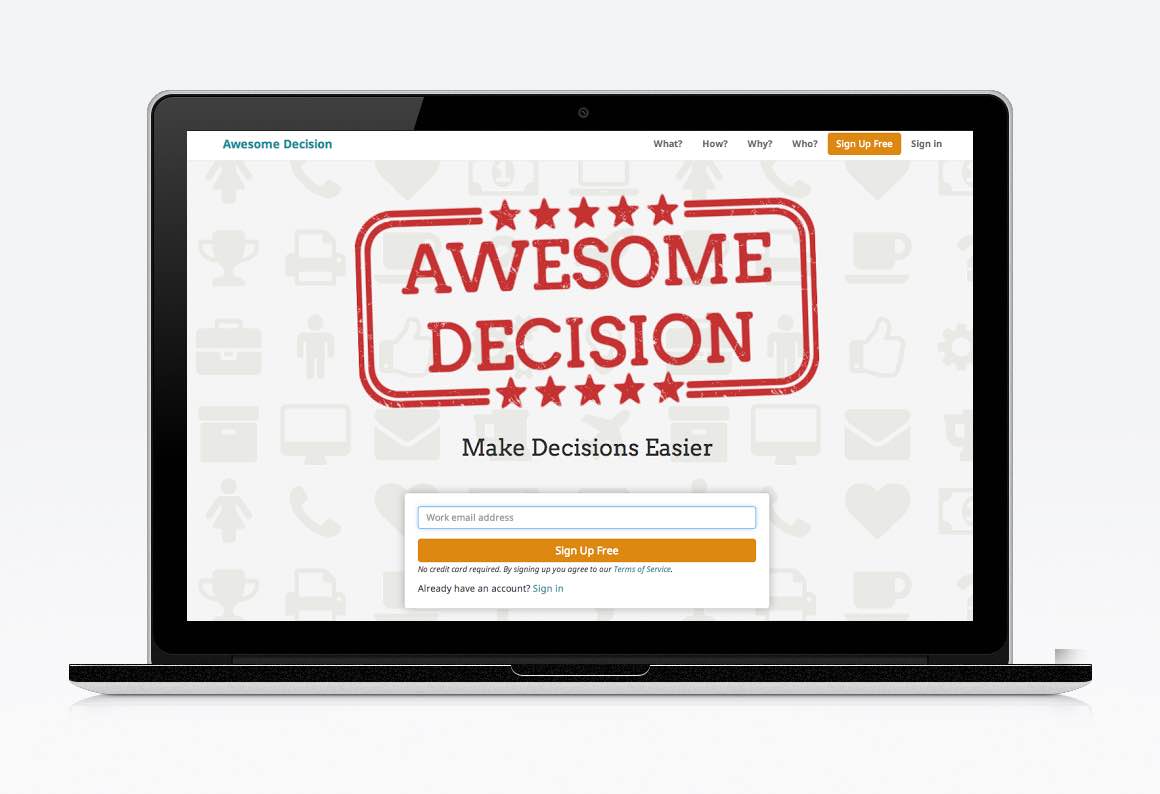 Awesome Decision
What? How? Why? Who? Sign Up Free Sign in
AWESOME
DECISION
Make Decisions Easier
Work email address
Sign Up Free
No credit card required. By signing up you agree to our Terms of Service.
Already have an account? Sign in
1